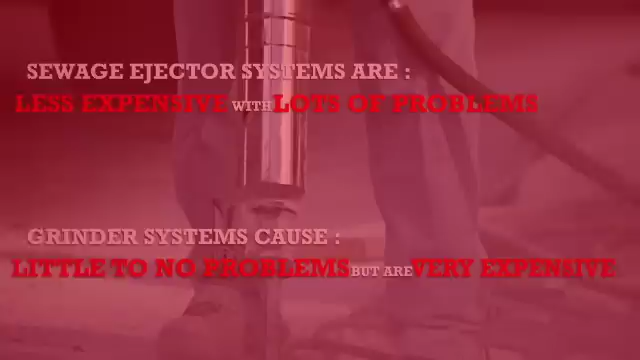 SEWAGE EJECTOR SYSTEMS ARE :
LESS EXPENSIVE WITH LOTS OF PROBLEMS
GRINDER SYSTEMS CAUSE :
LITTLE TO NO PROBLEMS BUT ARE VERY EXPENSIVE